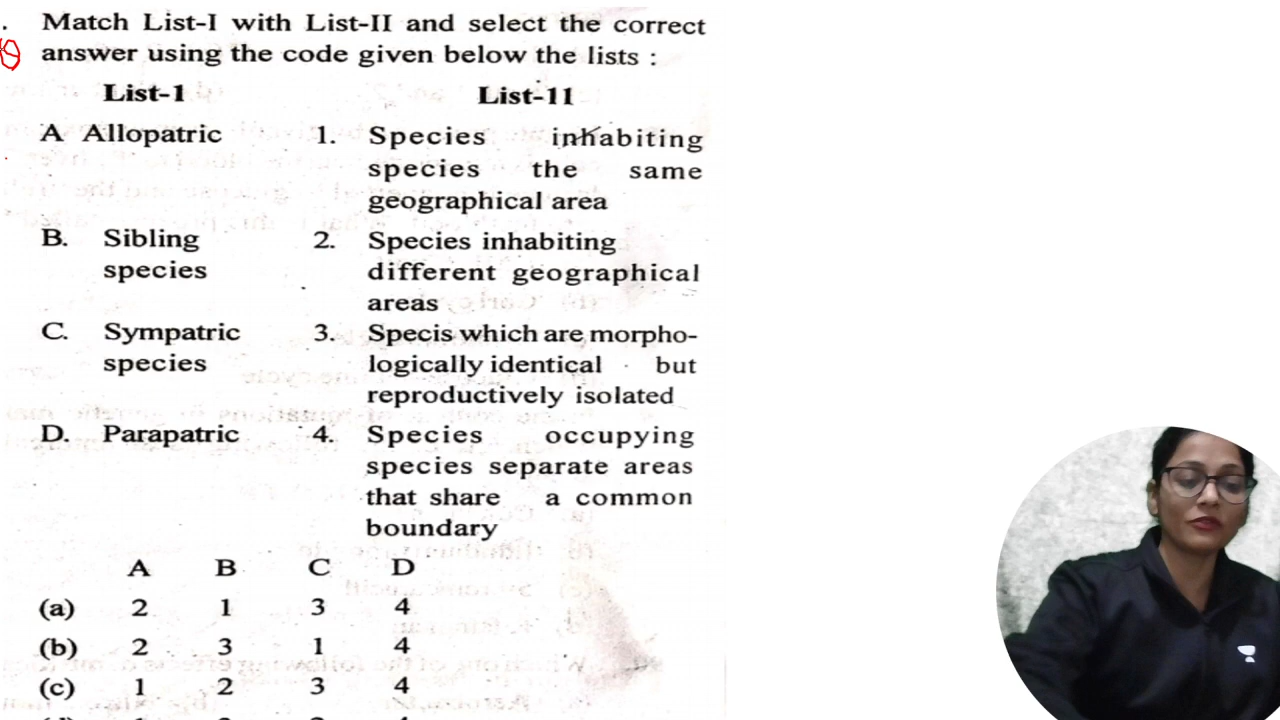 . Match List-I with List-II and select the correct
answer using the code given below the lists :
List-1 List-11
A Allopatric 1. Species inhabiting
species the same
geographical area
B. Sibling 2. Species inhabiting
species different geographical
areas
C. Sympatric 3. Specis which are morpho-
species logically identical but
reproductively isolated
D. Parapatric 4. Species occupying
species separate areas
that share a common
boundary
A B C D
(a) 2 1 3 4
(b) 2 3 1 4
(c) 1 2 3 4